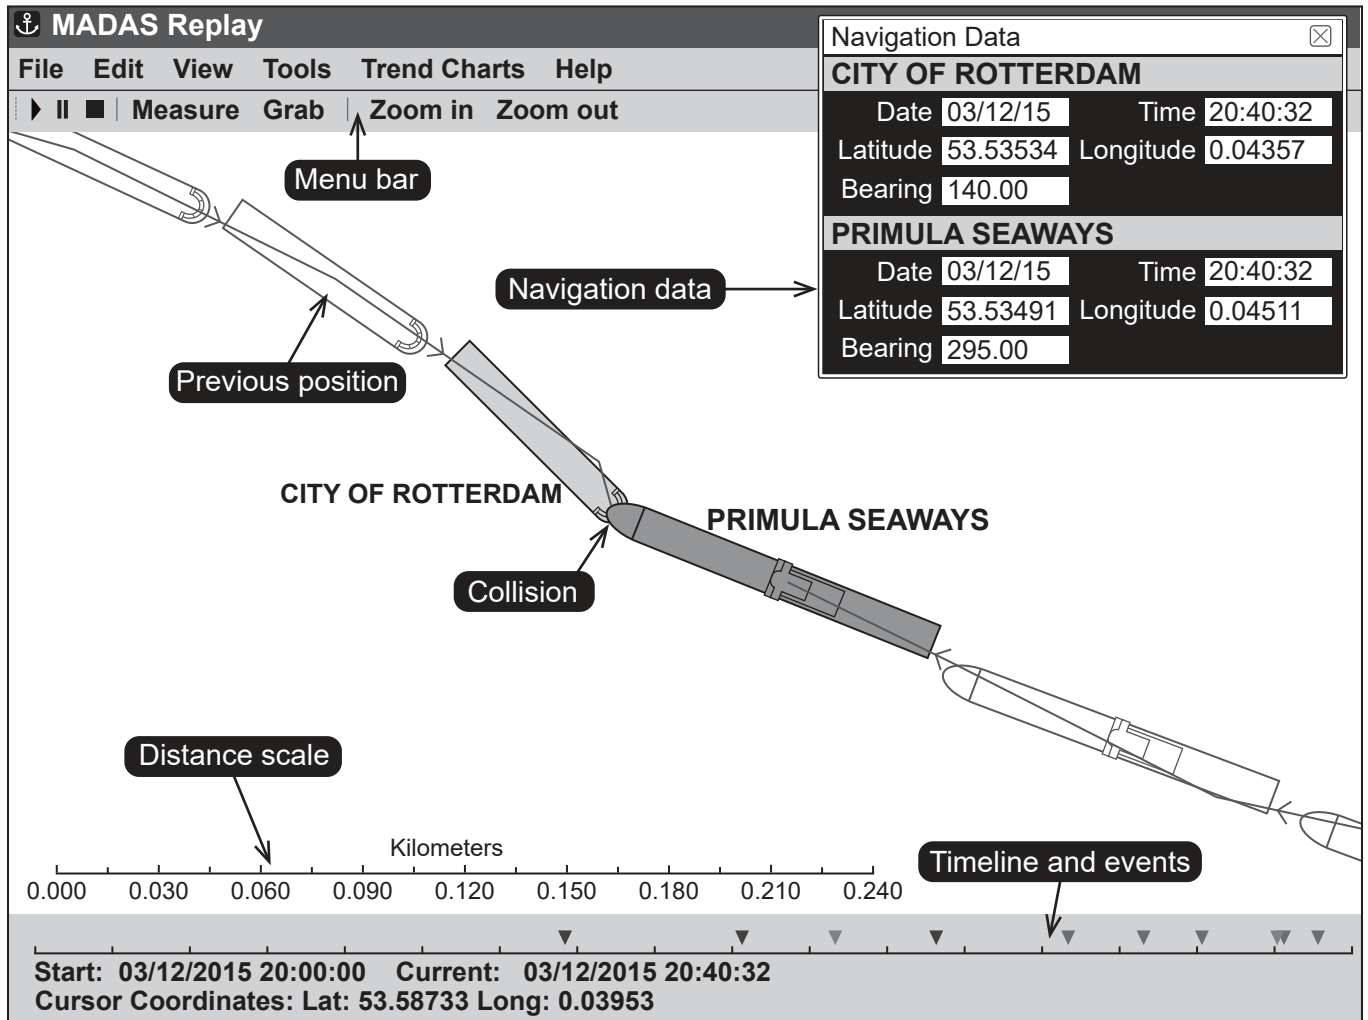 MADAS Replay
File Edit View Tools Trend Charts Help
Measure Grab Zoom in Zoom out
Menu bar
Navigation Data
CITY OF ROTTERDAM
Date 03/12/15 Time 20:40:32
Latitude 53.53534 Longitude 0.04357
Bearing 140.00
PRIMULA SEAWAYS
Date 03/12/15 Time 20:40:32
Latitude 53.53491 Longitude 0.04511
Bearing 295.00
Navigation data
Previous position
CITY OF ROTTERDAM
PRIMULA SEAWAYS
Collision
Distance scale
Kilometers
0.000 0.030 0.060 0.090 0.120 0.150 0.180 0.210 0.240
Timeline and events
Start: 03/12/2015 20:00:00 Current: 03/12/2015 20:40:32
Cursor Coordinates: Lat: 53.58733 Long: 0.03953